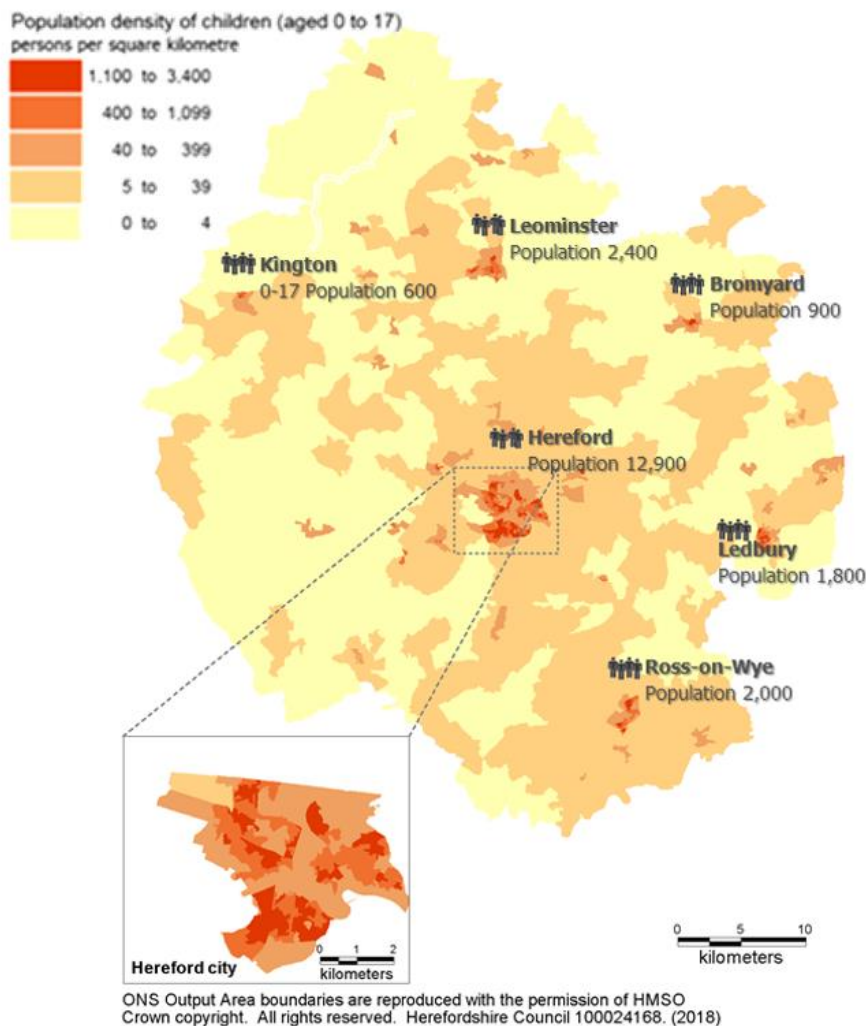 Population density of children (aged 0 to 17)
persons per square kilometre
1,100 to 3,400
400 to 1,099
40 to 399
5 to 39
0 to 4
Leominster
Population 2,400
Kington
0-17 Population 600
Bromyard
Population 900
Hereford
Population 12,900
Ledbury
Population 1,800
Ross-on-Wye
Population 2,000
Hereford city
0 1 2
kilometers
0 5 10
kilometers
ONS Output Area boundaries are reproduced with the permission of HMSO
Crown copyright. All rights reserved. Herefordshire Council 100024168. (2018)